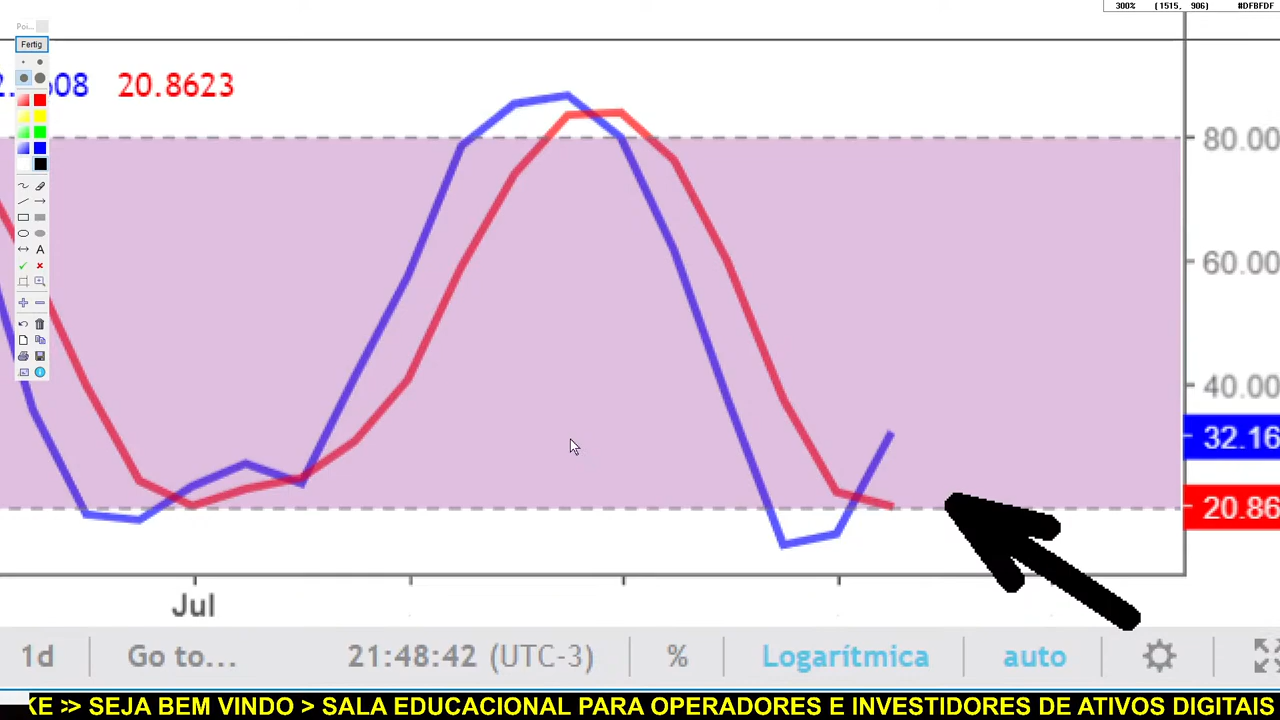 300% (1515, 906) #DFBFDF
Poi...
Fertig
608 20.8623
80.00
60.00
40.00
32.16
20.86
Jul
1d Go to... 21:48:42 (UTC-3) % Logarítmica auto
KE >> SEJA BEM VINDO > SALA EDUCACIONAL PARA OPERADORES E INVESTIDORES DE ATIVOS DIGITAIS